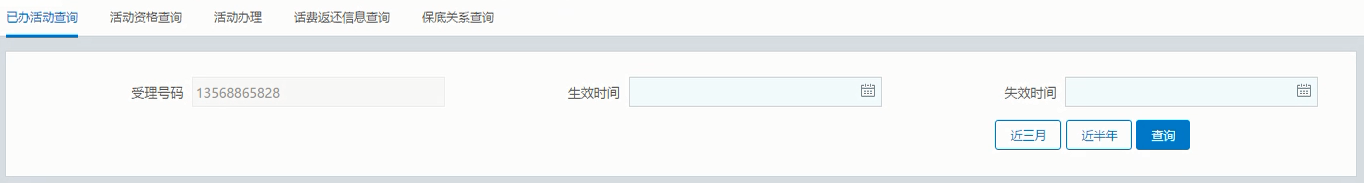 已办活动查询 活动资格查询 活动办理 话费返还信息查询 保底关系查询
受理号码 13568865828 生效时间 失效时间
近三月 近半年 查询